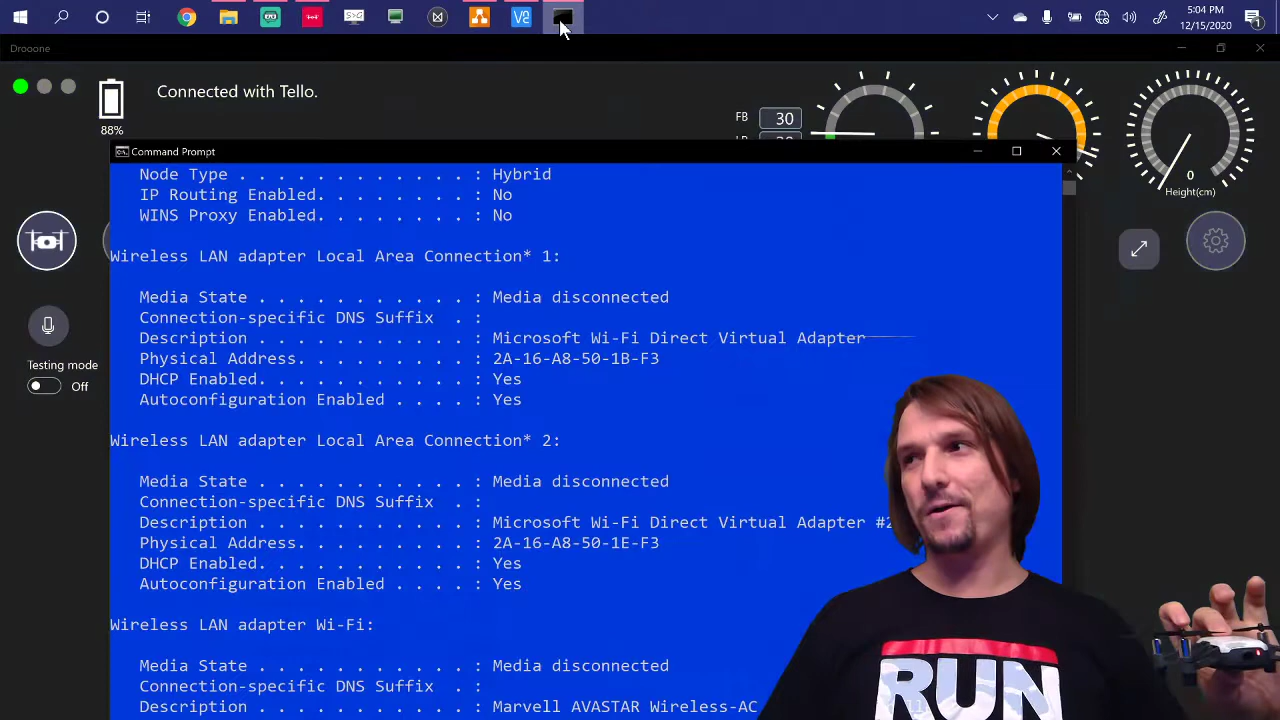 5:04 PM
12/15/2020
1
Drooone
Connected with Tello.
88%
FB 30
Height(cm)
0
Testing mode
Off
Command Prompt
Node Type . . . . . . . . . . . . : Hybrid
IP Routing Enabled. . . . . . . . : No
WINS Proxy Enabled. . . . . . . . : No
Wireless LAN adapter Local Area Connection* 1:
Media State . . . . . . . . . . . : Media disconnected
Connection-specific DNS Suffix . :
Description . . . . . . . . . . . : Microsoft Wi-Fi Direct Virtual Adapter
Physical Address. . . . . . . . . : 2A-16-A8-50-1B-F3
DHCP Enabled. . . . . . . . . . . : Yes
Autoconfiguration Enabled . . . . : Yes
Wireless LAN adapter Local Area Connection* 2:
Media State . . . . . . . . . . . : Media disconnected
Connection-specific DNS Suffix . :
Description . . . . . . . . . . . : Microsoft Wi-Fi Direct Virtual Adapter #2
Physical Address. . . . . . . . . : 2A-16-A8-50-1E-F3
DHCP Enabled. . . . . . . . . . . : Yes
Autoconfiguration Enabled . . . . : Yes
Wireless LAN adapter Wi-Fi:
Media State . . . . . . . . . . . : Media disconnected
Connection-specific DNS Suffix . :
Description . . . . . . . . . . . : Marvell AVASTAR Wireless-AC
RUN